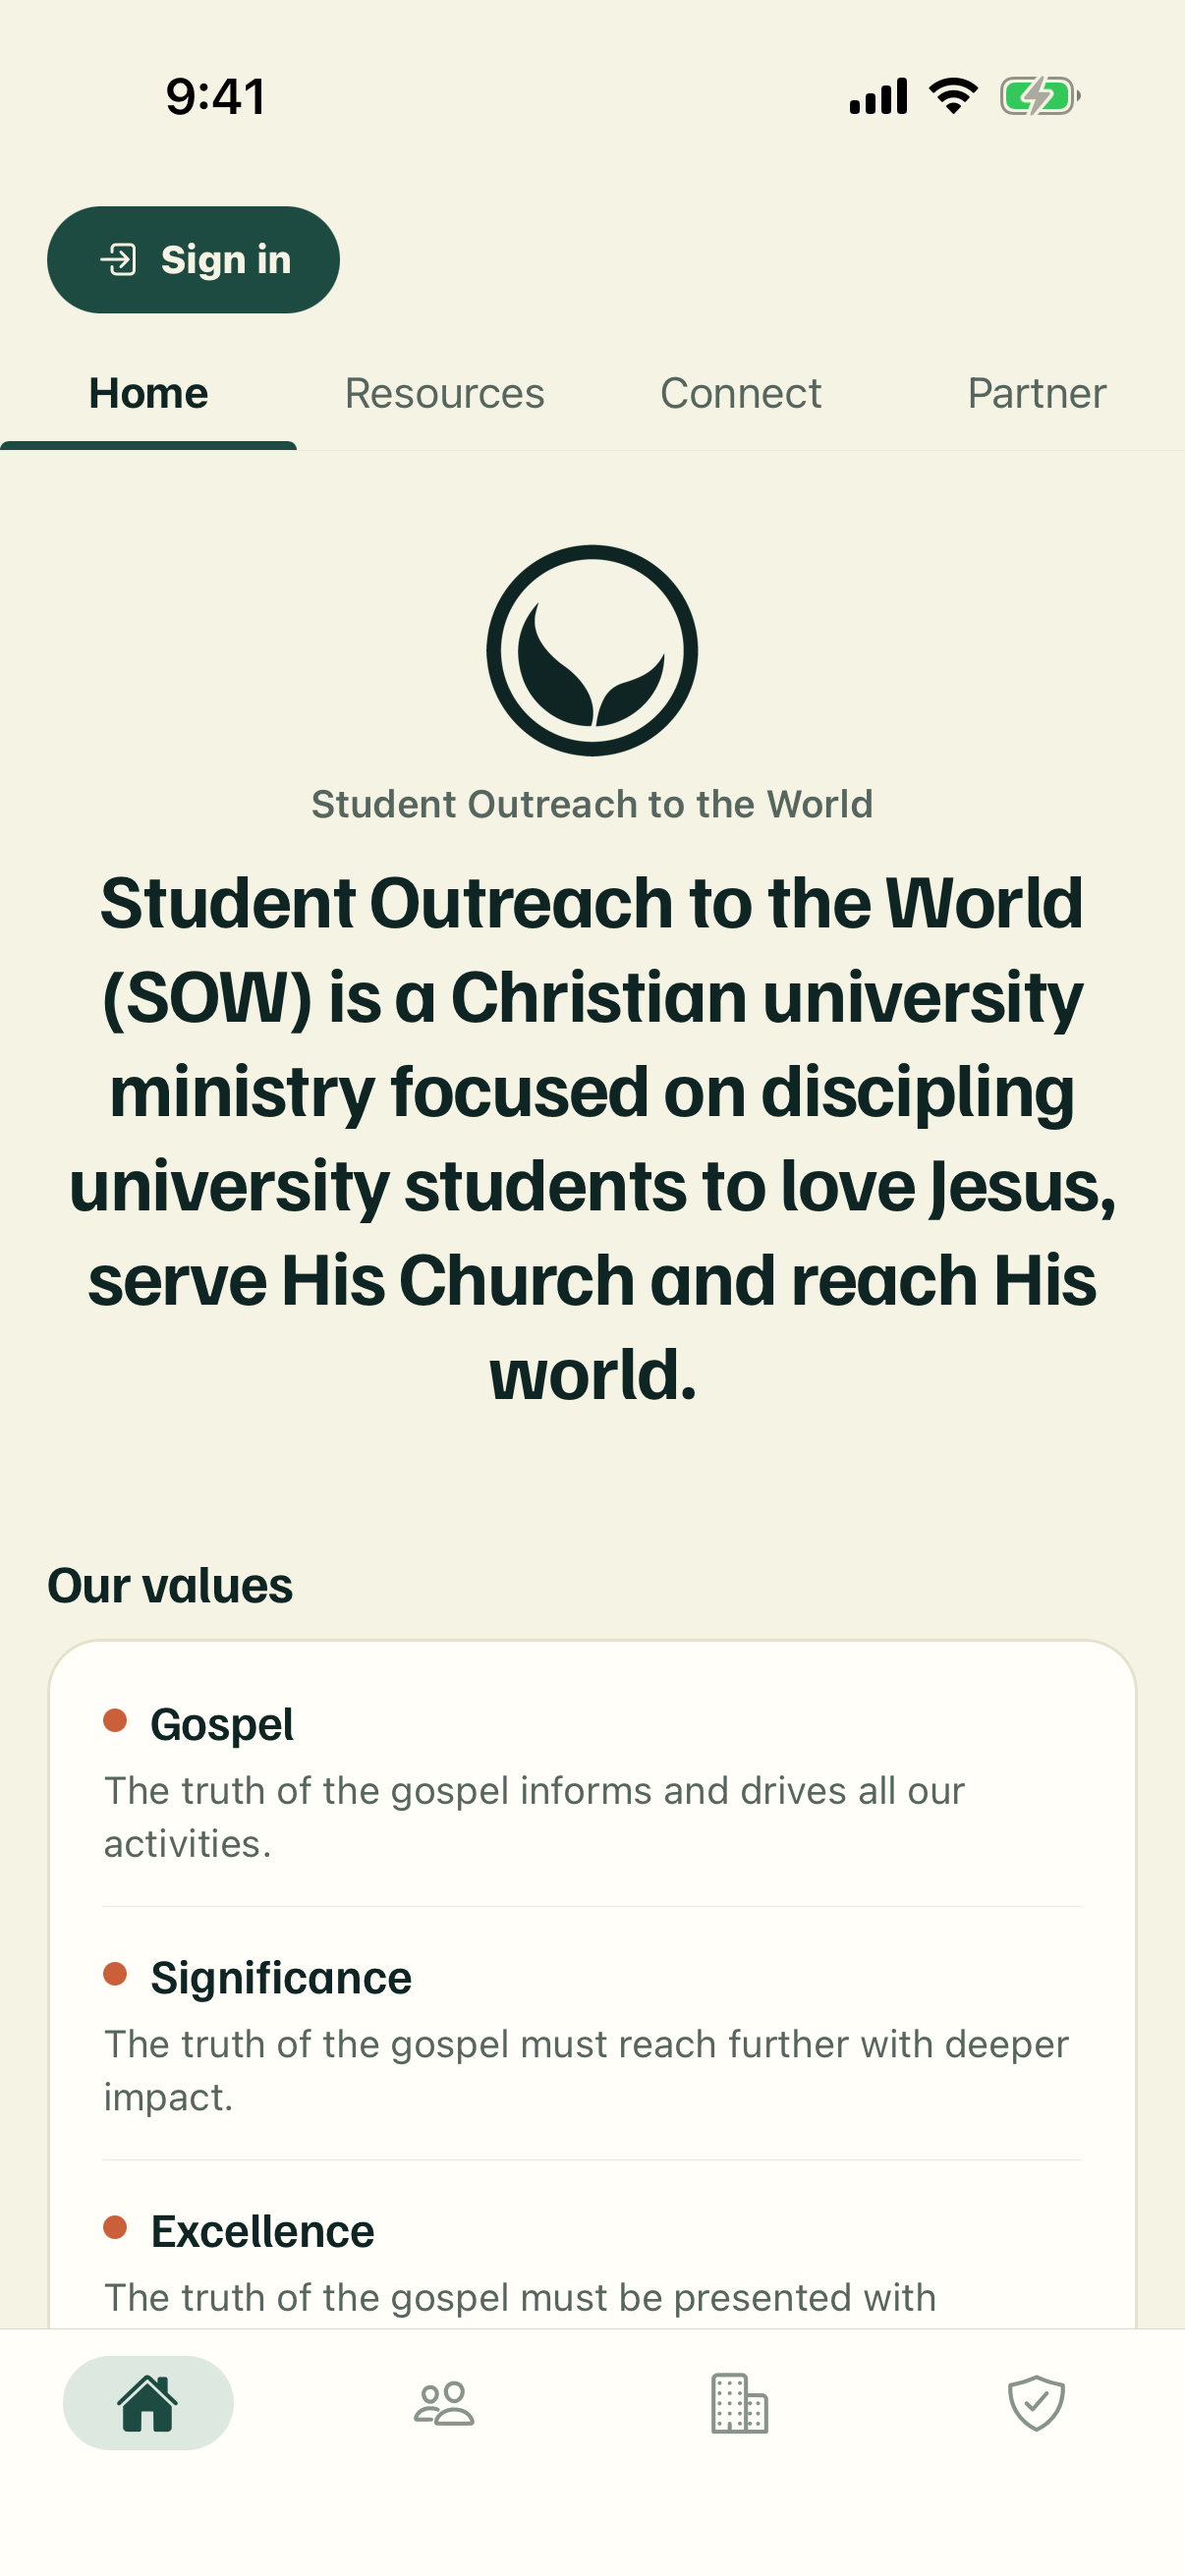 9:41
Sign in
Home
Resources
Connect
Partner
Student Outreach to the World
Student Outreach to the World
(SOW) is a Christian university
ministry focused on discipling
university students to love Jesus,
serve His Church and reach His
world.
Our values
Gospel
The truth of the gospel informs and drives all our
activities.
Significance
The truth of the gospel must reach further with deeper
impact.
Excellence
The truth of the gospel must be presented with